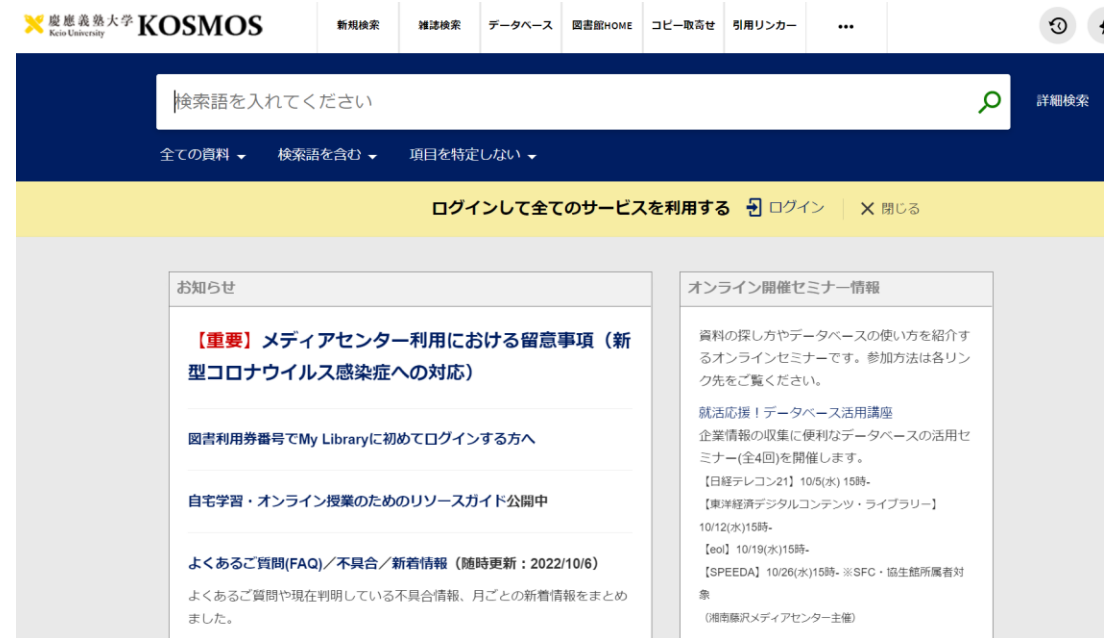 慶應義塾大学
Keio University
KOSMOS
新規検索
雑誌検索
データベース
図書館HOME
コピー取寄せ
引用リンカー
•••
検索語を入れてください
詳細検索
全ての資料
検索語を含む
項目を特定しない
ログインして全てのサービスを利用する
ログイン
閉じる
お知らせ
【重要】メディアセンター利用における留意事項（新
型コロナウイルス感染症への対応）
図書利用券番号でMy Libraryに初めてログインする方へ
自宅学習・オンライン授業のためのリソースガイド公開中
よくあるご質問(FAQ)／不具合／新着情報（随時更新：2022/10/6）
よくあるご質問や現在判明している不具合情報、月ごとの新着情報をまとめ
ました。
オンライン開催セミナー情報
資料の探し方やデータベースの使い方を紹介す
るオンラインセミナーです。参加方法は各リン
ク先をご覧ください。
就活応援！データベース活用講座
企業情報の収集に便利なデータベースの活用セ
ミナー(全4回)を開催します。
【日経テレコン21】10/5(水) 15時-
【東洋経済デジタルコンテンツ・ライブラリー】
10/12(水)15時-
【eol】10/19(水)15時-
【SPEEDA】10/26(水)15時- ※SFC・協生館所属者対
象
（湘南藤沢メディアセンター主催）